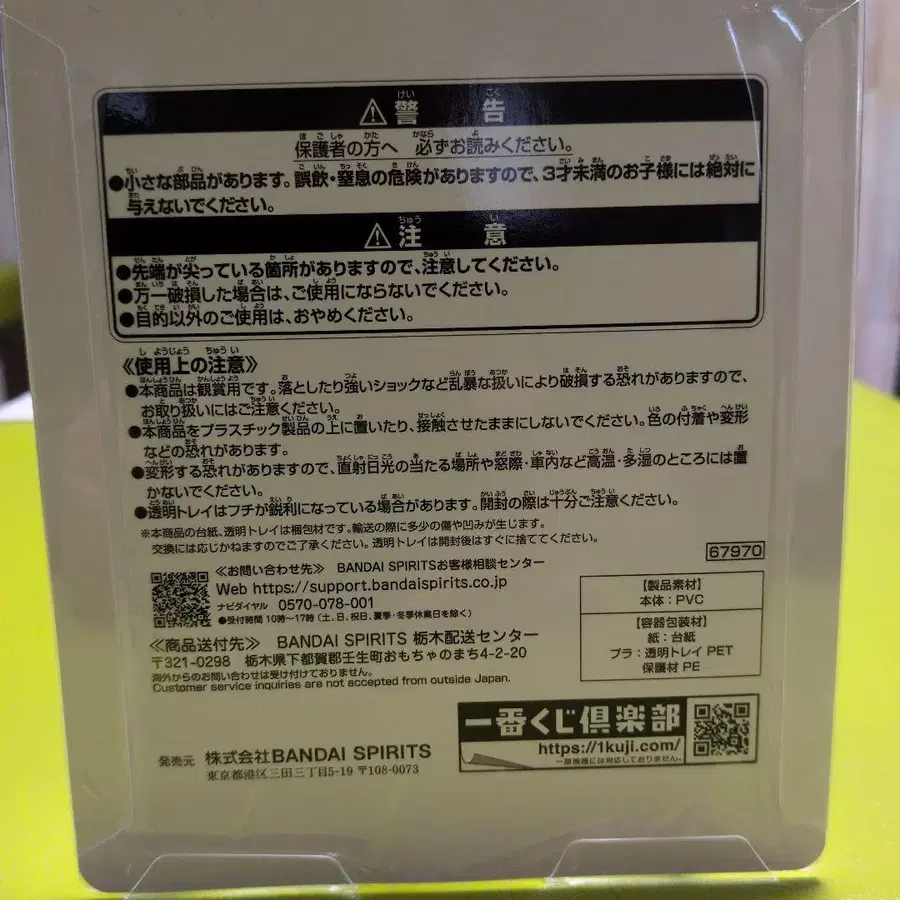 ⚠警告
保護者の方へ 必ずお読みください。
●小さな部品があります。誤飲・窒息の危険がありますので、3才未満のお子様には絶対に
与えないでください。
⚠注意
●先端が尖っている箇所がありますので、注意してください。
●万一破損した場合は、ご使用にならないでください。
●目的以外のご使用は、おやめください。
《使用上の注意》
●本商品は観賞用です。落としたり強いショックなど乱暴な扱いにより破損する恐れがありますので、
お取り扱いにはご注意ください。
●本商品をプラスチック製品の上に置いたり、接触させたままにしないでください。色の付着や変形
などの恐れがあります。
●変形する恐れがありますので、直射日光の当たる場所や窓際・車内など高温・多湿のところには置
かないでください。
●透明トレイはフチが鋭利になっている場合があります。開封の際は十分ご注意ください。
※本商品の台紙、透明トレイは梱包材です。輸送の際に多少の傷や凹みが生じます。
交換には応じかねますのでご了承ください。透明トレイは開封後はすぐに捨ててください。
67970
≪お問い合わせ先≫ BANDAI SPIRITSお客様相談センター
Web https://support.bandaispirits.co.jp
ナビダイヤル 0570-078-001
●受付時間 10時〜17時(土、日、祝日、夏季・冬季休業日を除く)
≪商品送付先≫ BANDAI SPIRITS 栃木配送センター
〒321-0298 栃木県下都賀郡壬生町おもちゃのまち4-2-20
海外からのお問い合わせは受け付けておりません。
Customer service inquiries are not accepted from outside Japan.
【製品素材】
本体:PVC
【容器包装材】
紙:台紙
プラ:透明トレイ PET
保護材 PE
一番くじ倶楽部
https://1kuji.com/
一部機種には対応しておりません。
発売元 株式会社BANDAI SPIRITS
東京都港区三田三丁目5-19 〒108-0073